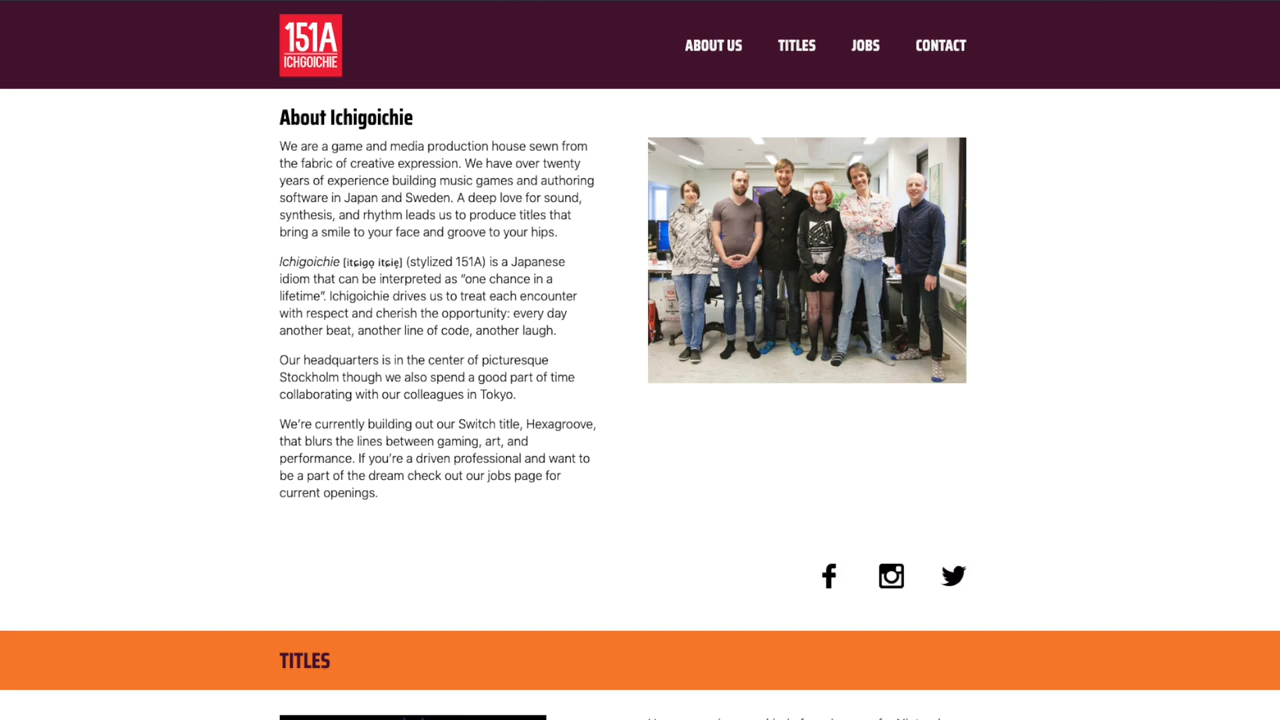 151A
ICHGOICHIE
ABOUT US
TITLES
JOBS
CONTACT
About Ichigoichie
We are a game and media production house sewn from
the fabric of creative expression. We have over twenty
years of experience building music games and authoring
software in Japan and Sweden. A deep love for sound,
synthesis, and rhythm leads us to produce titles that
bring a smile to your face and groove to your hips.
Ichigoichie [itɕigo̞ itɕie̞] (stylized 151A) is a Japanese
idiom that can be interpreted as “one chance in a
lifetime”. Ichigoichie drives us to treat each encounter
with respect and cherish the opportunity: every day
another beat, another line of code, another laugh.
Our headquarters is in the center of picturesque
Stockholm though we also spend a good part of time
collaborating with our colleagues in Tokyo.
We’re currently building out our Switch title, Hexagroove,
that blurs the lines between gaming, art, and
performance. If you’re a driven professional and want to
be a part of the dream check out our jobs page for
current openings.
TITLES